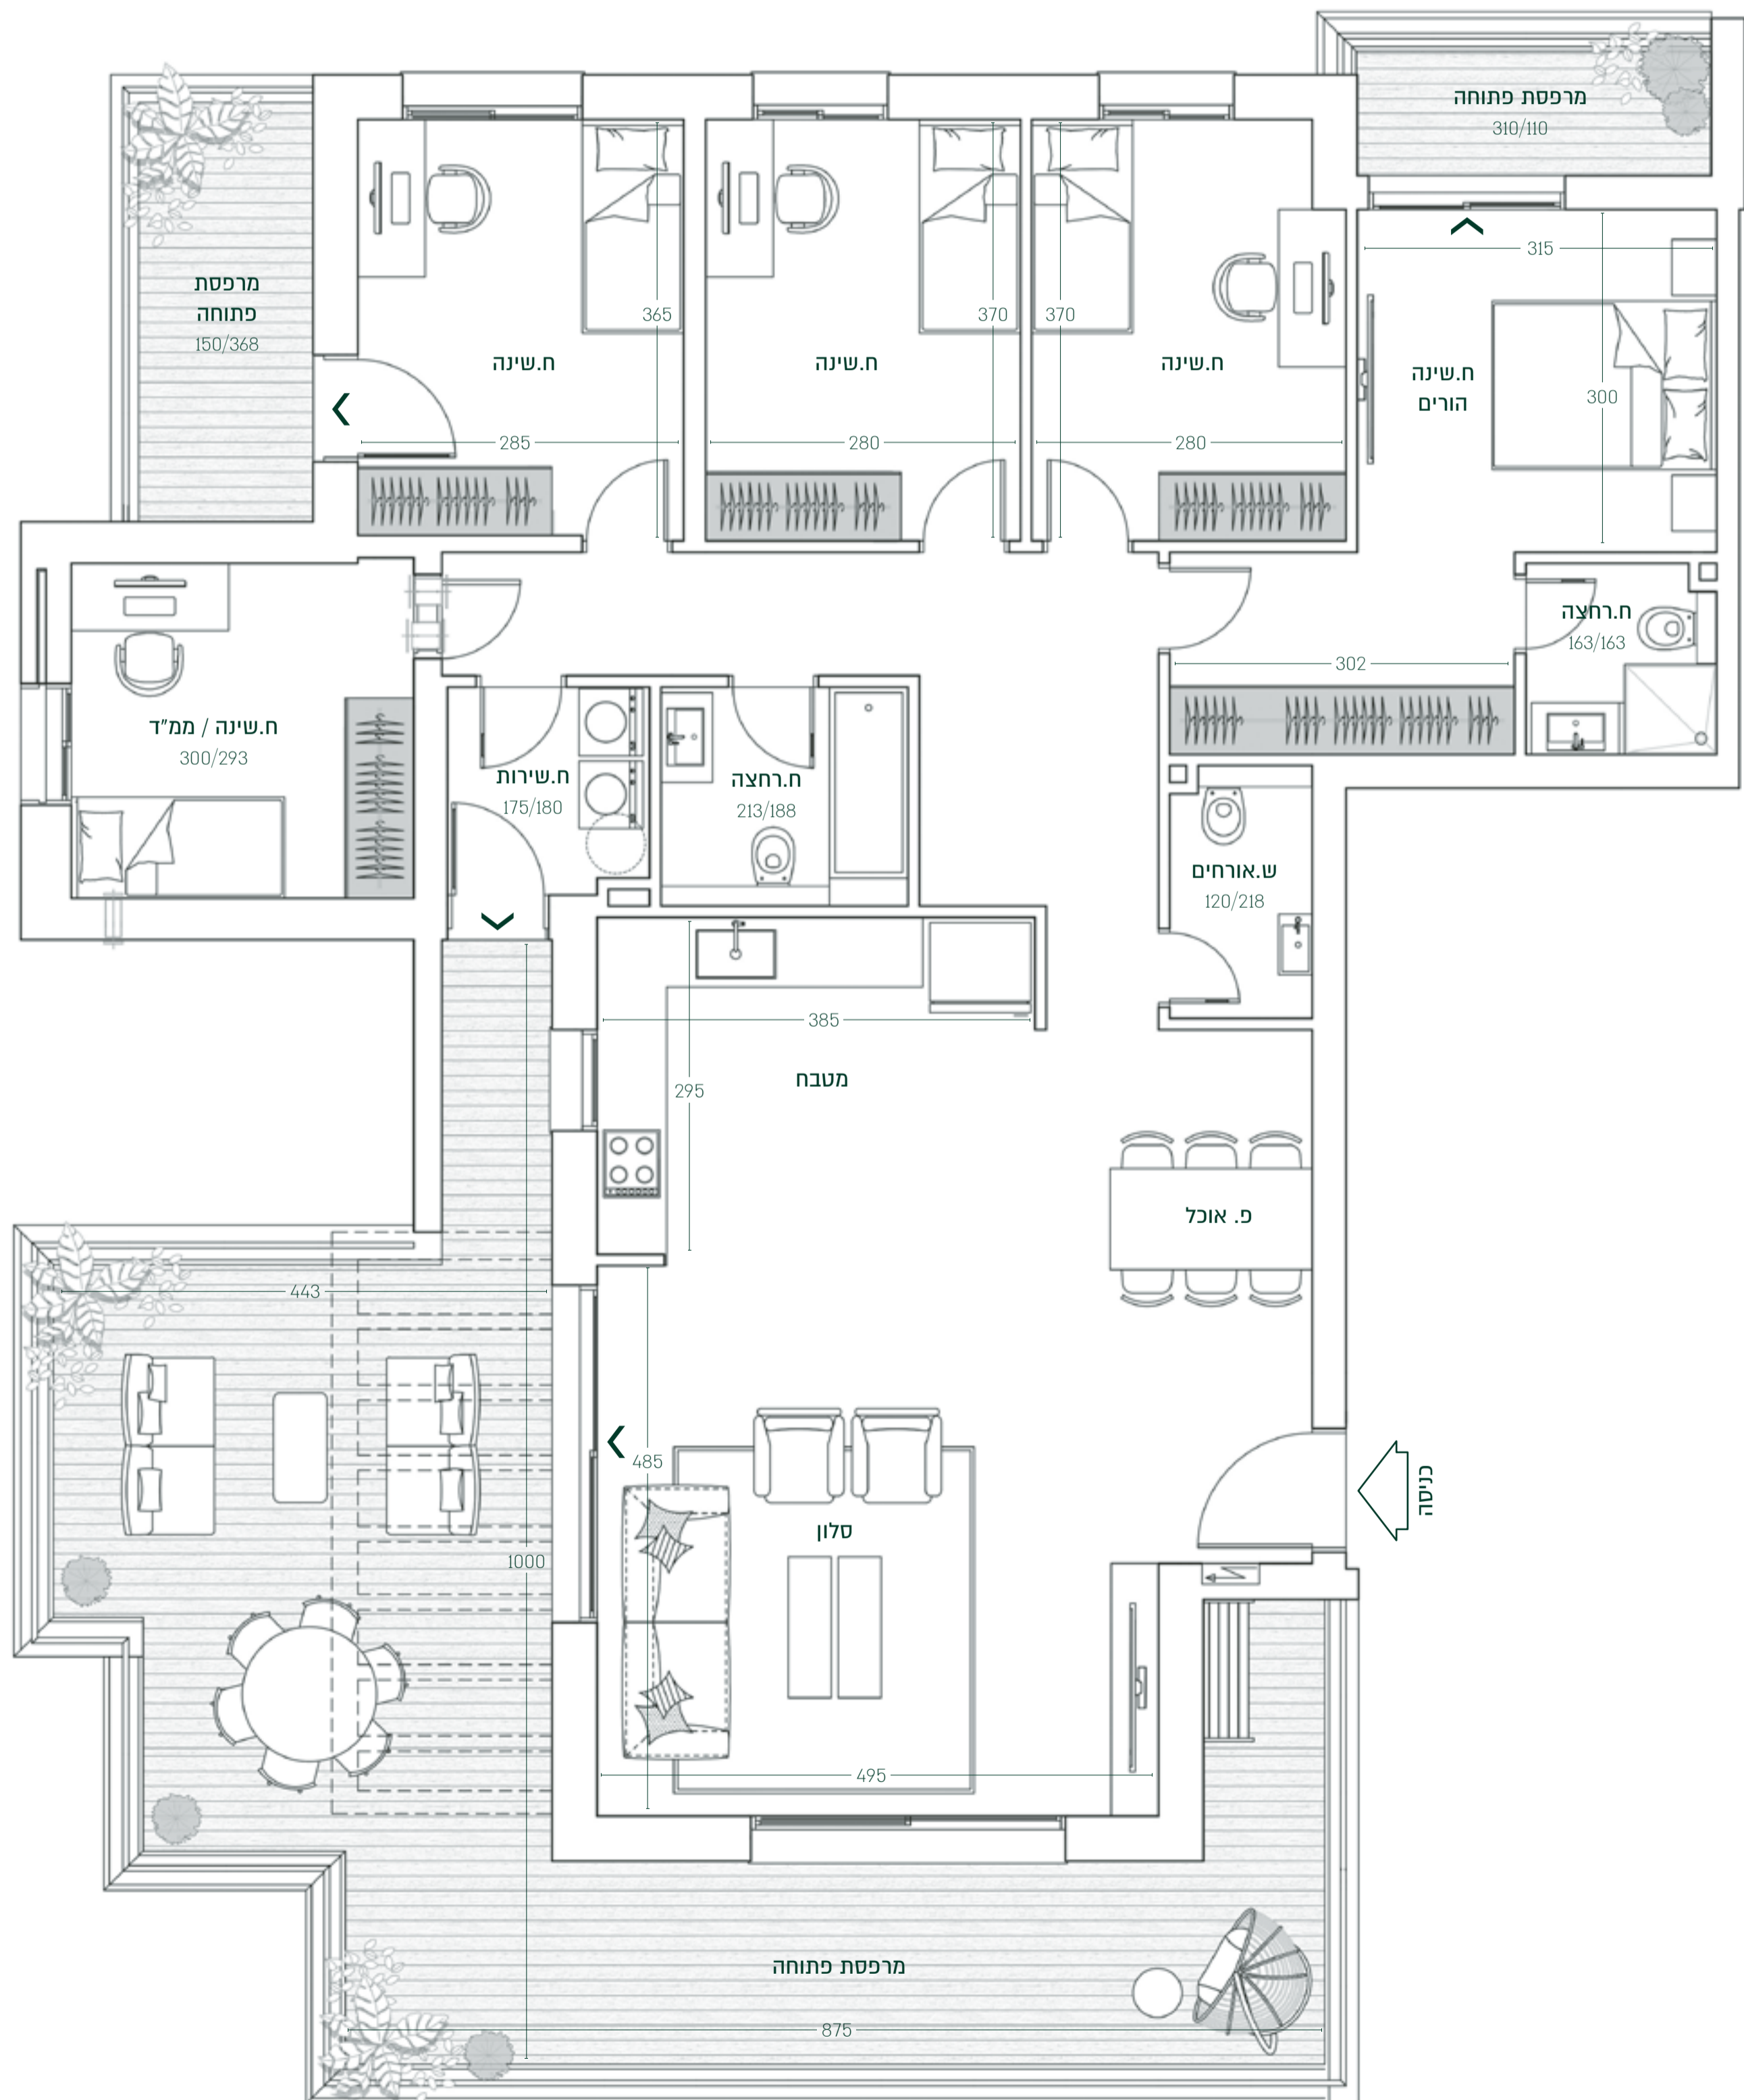 מרפסת פתוחה
310/110
315
מרפסת
פתוחה
150/368
365
370
370
ח.שינה
ח.שינה
ח.שינה
ח.שינה
הורים
300
285
280
280
ח.רחצה
163/163
302
ח.שינה / ממ"ד
300/293
ח.שירות
175/180
ח.רחצה
213/188
ש.אורחים
120/218
385
מטבח
295
פ. אוכל
443
485
כניסה
סלון
1000
495
מרפסת פתוחה
875